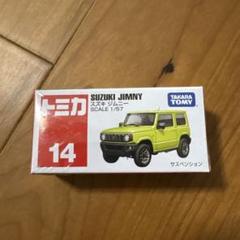 トミカ
14
SUZUKI JIMNY
スズキ ジムニー
SCALE 1/57
TAKARA
TOMY
サスペンション